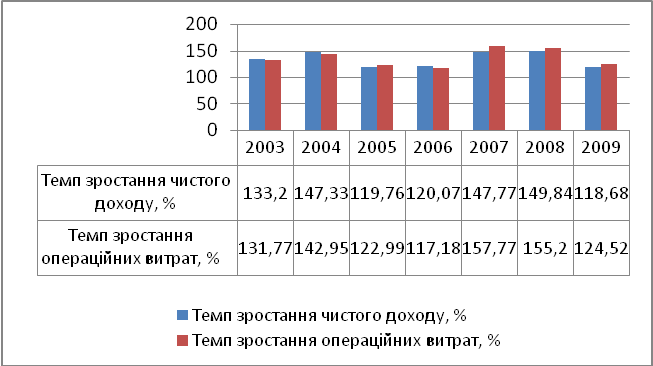 200
150
100
50
0
2003 2004 2005 2006 2007 2008 2009
Темп зростання чистого
доходу, %
133,2 147,33 119,76 120,07 147,77 149,84 118,68
Темп зростання
операційних витрат, %
131,77 142,95 122,99 117,18 157,77 155,2 124,52
Темп зростання чистого доходу, %
Темп зростання операційних витрат, %